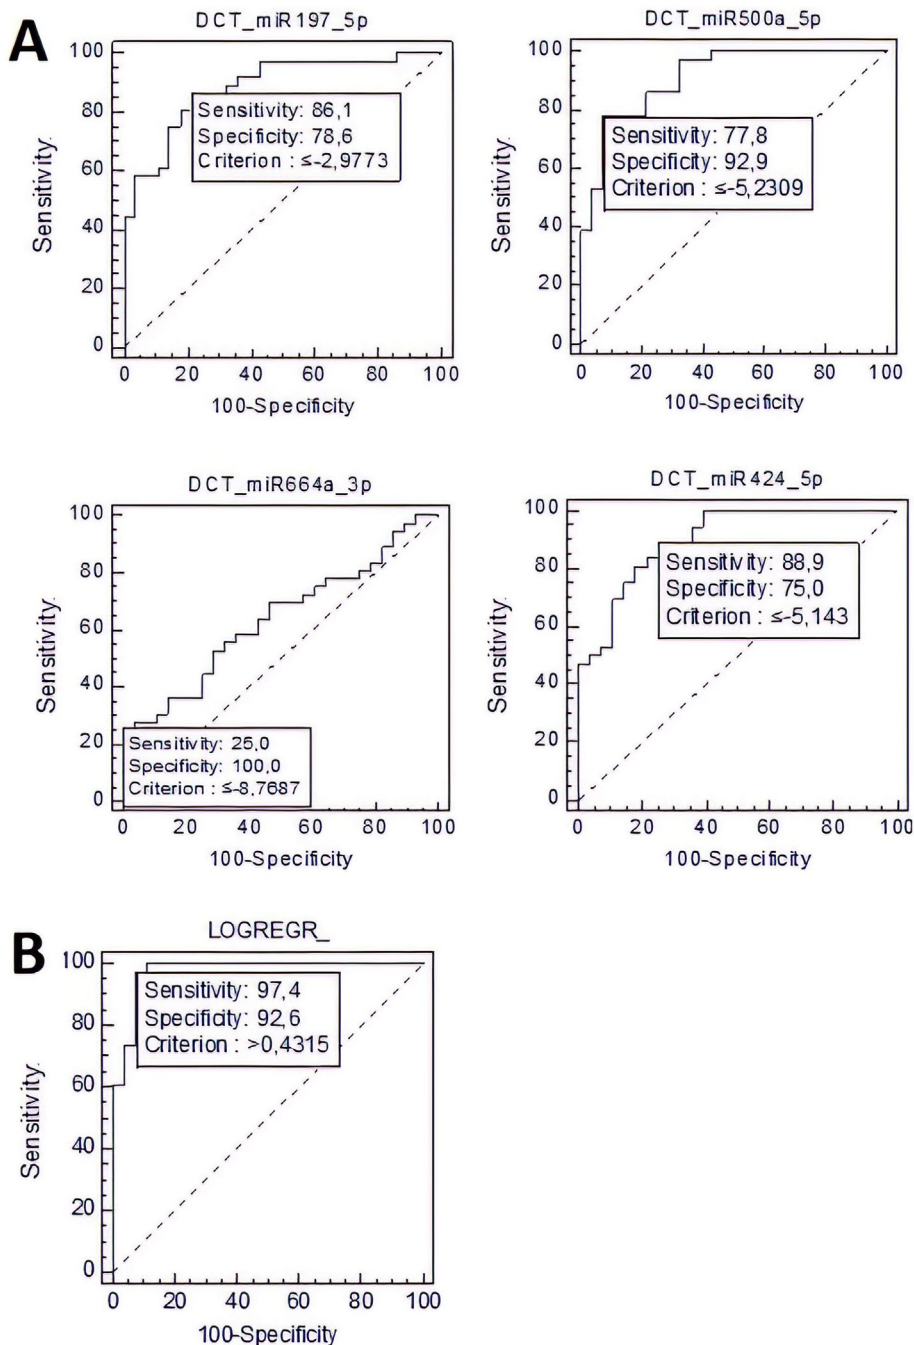 A
DCT_miR197_5p
100
80
60
40
20
0
Sensitivity.
Sensitivity: 86,1
Specificity: 78,6
Criterion : ≤-2,9773
0 20 40 60 80 100
100-Specificity
DCT_miR500a_5p
100
80
60
40
20
0
Sensitivity.
Sensitivity: 77,8
Specificity: 92,9
Criterion : ≤-5,2309
0 20 40 60 80 100
100-Specificity
DCT_miR664a_3p
100
80
60
40
20
0
Sensitivity.
Sensitivity: 25,0
Specificity: 100,0
Criterion : ≤-8,7687
0 20 40 60 80 100
100-Specificity
DCT_miR424_5p
100
80
60
40
20
0
Sensitivity.
Sensitivity: 88,9
Specificity: 75,0
Criterion : ≤-5,143
0 20 40 60 80 100
100-Specificity
B
LOGREGR_
100
80
60
40
20
0
Sensitivity.
Sensitivity: 97,4
Specificity: 92,6
Criterion : >0,4315
0 20 40 60 80 100
100-Specificity